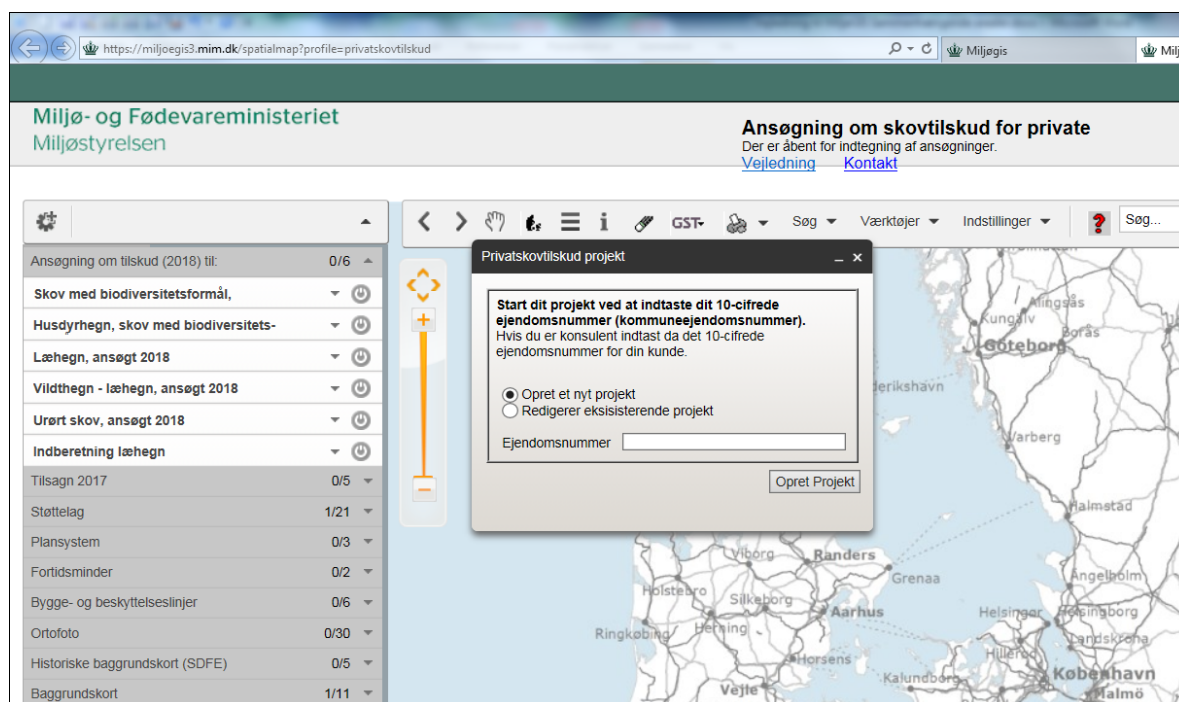 https://miljoegis3.mim.dk/spatialmap?profile=privatskovtilskud
Miljøgis
Milj
Miljø- og Fødevareministeriet
Miljøstyrelsen
Ansøgning om skovtilskud for private
Der er åbent for indtegning af ansøgninger.
Vejledning Kontakt
GST
Søg
Værktøjer
Indstillinger
?
Søg...
Ansøgning om tilskud (2018) til: 0/6
Skov med biodiversitetsformål,
Husdyrhegn, skov med biodiversitets-
Læhegn, ansøgt 2018
Vildthegn - læhegn, ansøgt 2018
Urørt skov, ansøgt 2018
Indberetning læhegn
Tilsagn 2017 0/5
Støttelag 1/21
Plansystem 0/3
Fortidsminder 0/2
Bygge- og beskyttelseslinjer 0/6
Ortofoto 0/30
Historiske baggrundskort (SDFE) 0/5
Baggrundskort 1/11
Privatskovtilskud projekt
Start dit projekt ved at indtaste dit 10-cifrede
ejendomsnummer (kommuneejendomsnummer).
Hvis du er konsulent indtast da det 10-cifrede
ejendomsnummer for din kunde.
Opret et nyt projekt
Redigerer eksisisterende projekt
Ejendomsnummer
Opret Projekt
Alingsås
Kungälv
Borås
Göteborg
derikshavn
Varberg
Halmstad
Viborg
Randers
Grenaa
Ängelholm
Holstebro
Silkeborg
Aarhus
Helsingør
Helsingborg
Ringkøbing
Herning
Landskrona
Hillerød
Horsens
Kalundborg
København
Vejle
Malmö